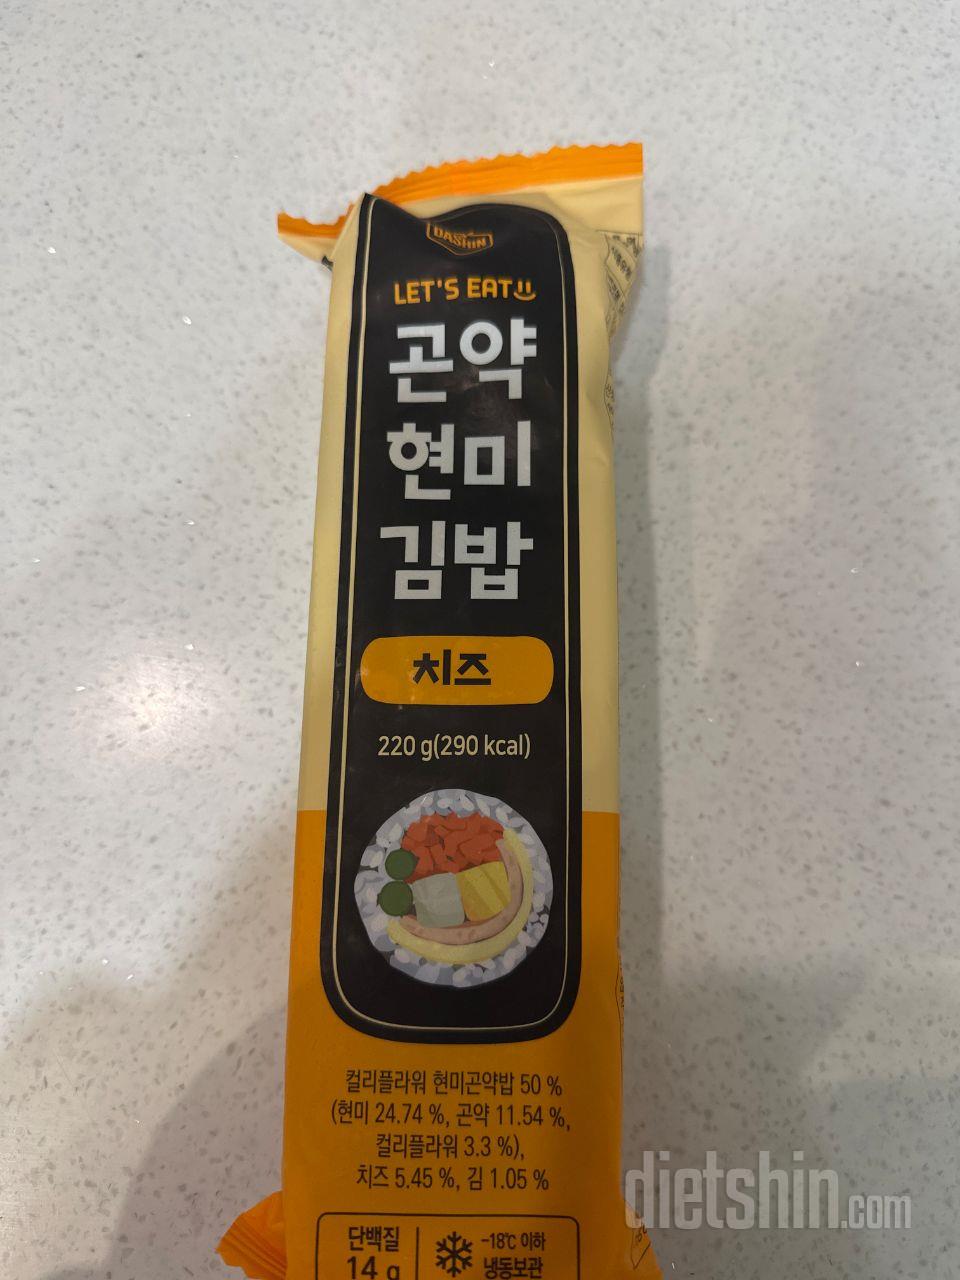 DASHIN
LET'S EAT
곤약
현미
김밥
치즈
220 g(290 kcal)
컬리플라워 현미곤약밥 50 %
(현미 24.74 %, 곤약 11.54 %,
컬리플라워 3.3 %),
치즈 5.45 %, 김 1.05 %
단백질
14 g
-18℃ 이하
냉동보관
dietshin.com